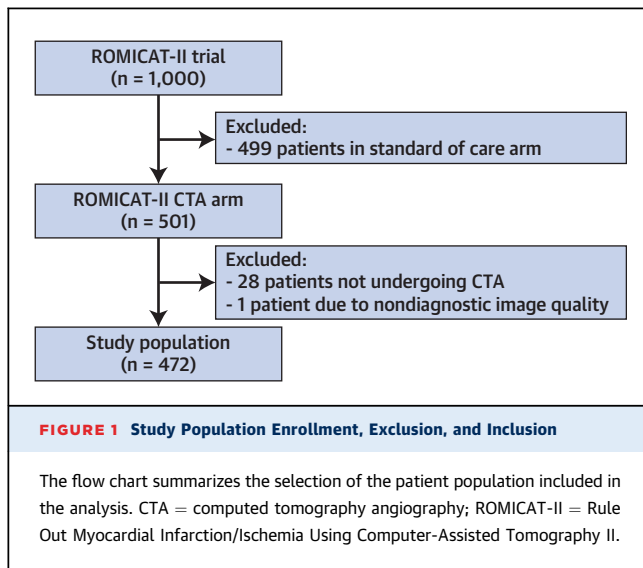 ROMICAT-II trial
(n = 1,000)
Excluded:
- 499 patients in standard of care arm
ROMICAT-II CTA arm
(n = 501)
Excluded:
- 28 patients not undergoing CTA
- 1 patient due to nondiagnostic image quality
Study population
(n = 472)
FIGURE 1 Study Population Enrollment, Exclusion, and Inclusion
The flow chart summarizes the selection of the patient population included in
the analysis. CTA = computed tomography angiography; ROMICAT-II = Rule
Out Myocardial Infarction/Ischemia Using Computer-Assisted Tomography II.